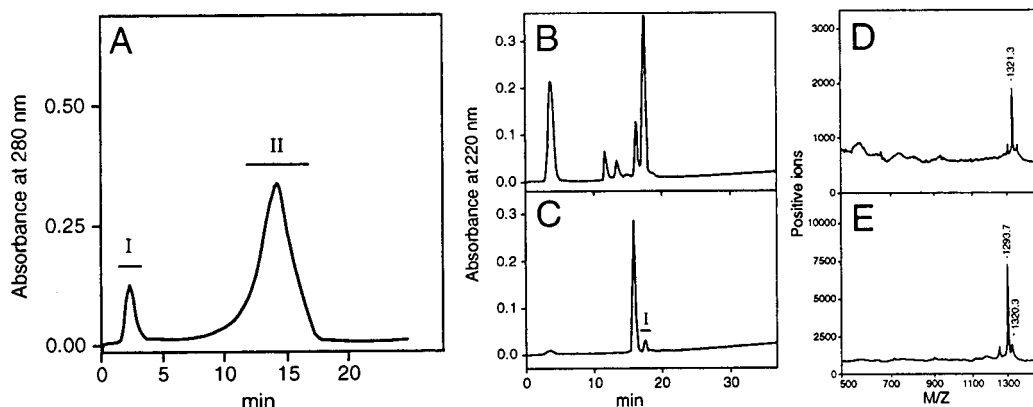 A
Absorbance at 280 nm
0.50
0.25
0.00
I
II
0
5
10
15
20
min
B
Absorbance at 220 nm
0.3
0.2
0.1
0.0
C
0.3
0.2
0.1
0.0
I
0
10
20
30
min
D
Positive ions
3000
2000
1000
0
-1321.3
E
10000
7500
5000
2500
0
-1293.7
-1320.3
500
700
900
1100
1300
M/Z